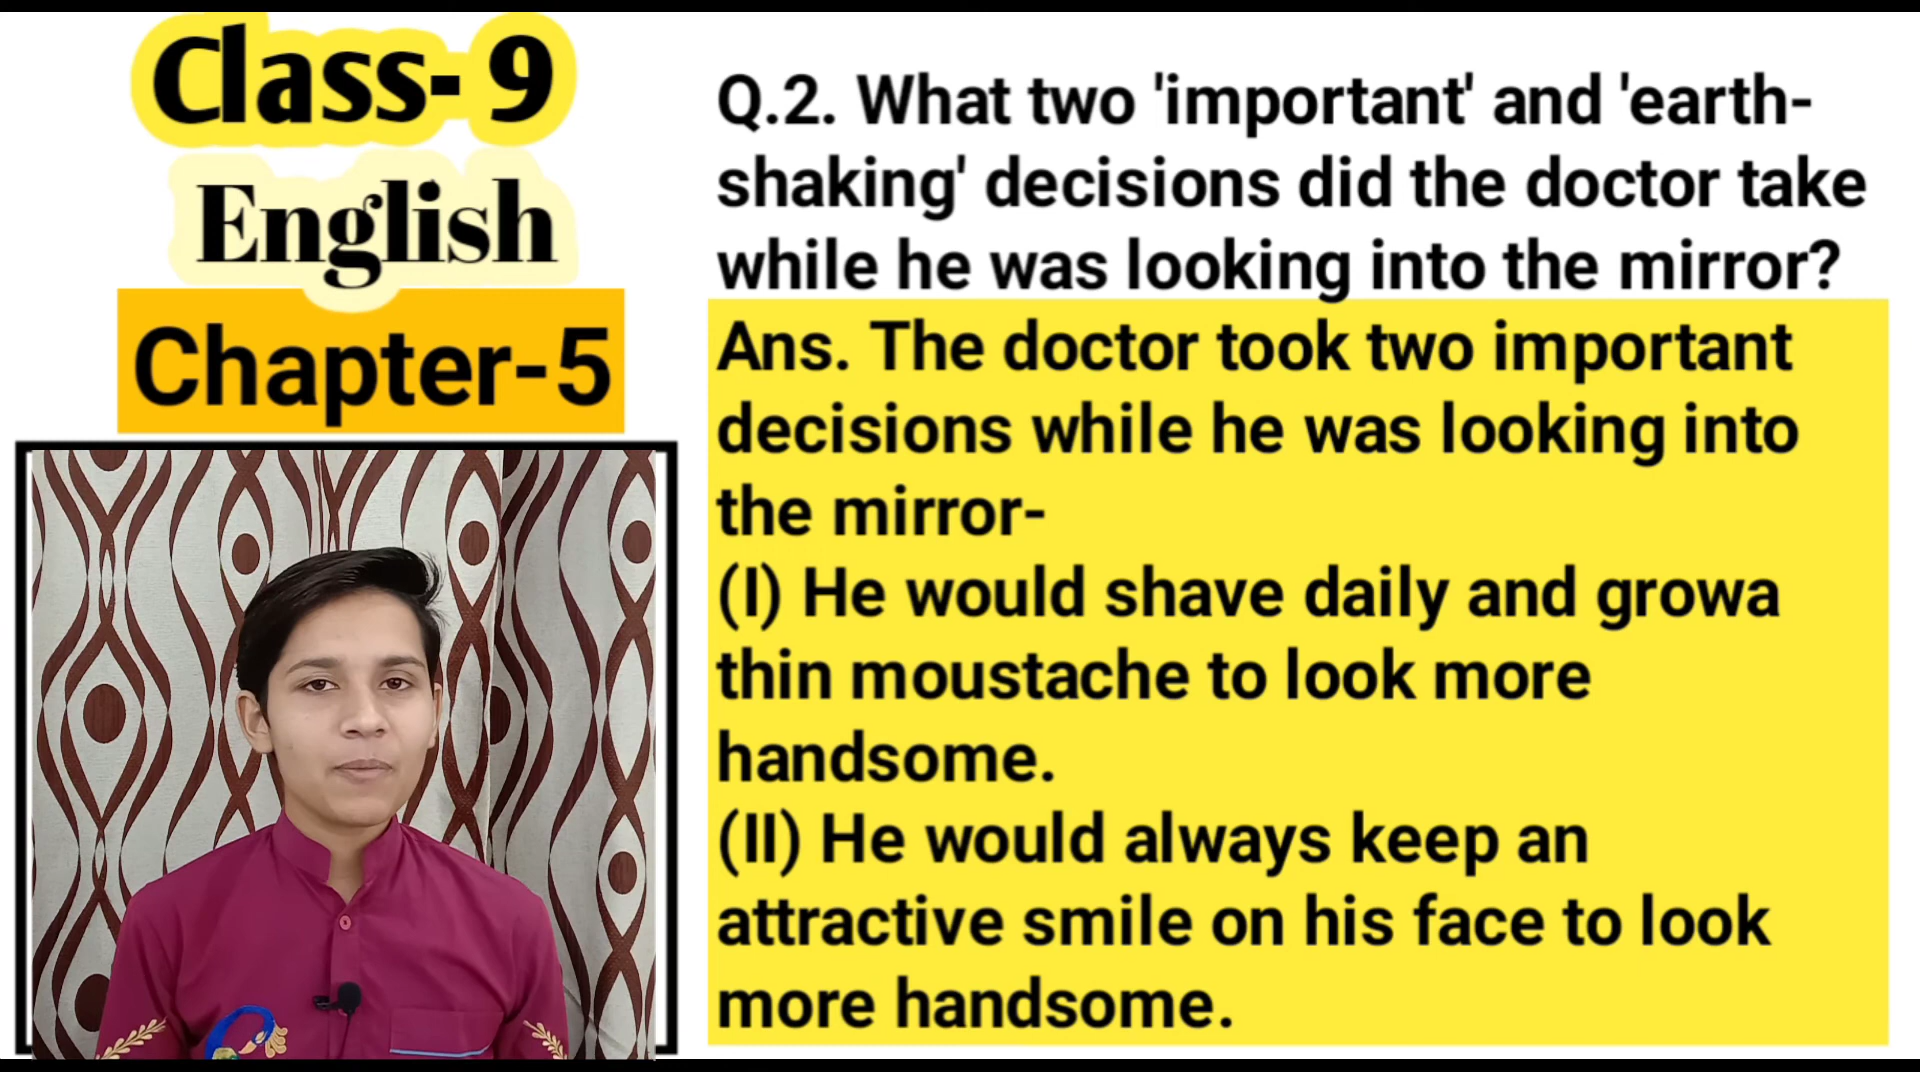 Class- 9
English
Chapter-5
Q.2. What two 'important' and 'earth-
shaking' decisions did the doctor take
while he was looking into the mirror?
Ans. The doctor took two important
decisions while he was looking into
the mirror-
(I) He would shave daily and growa
thin moustache to look more
handsome.
(II) He would always keep an
attractive smile on his face to look
more handsome.